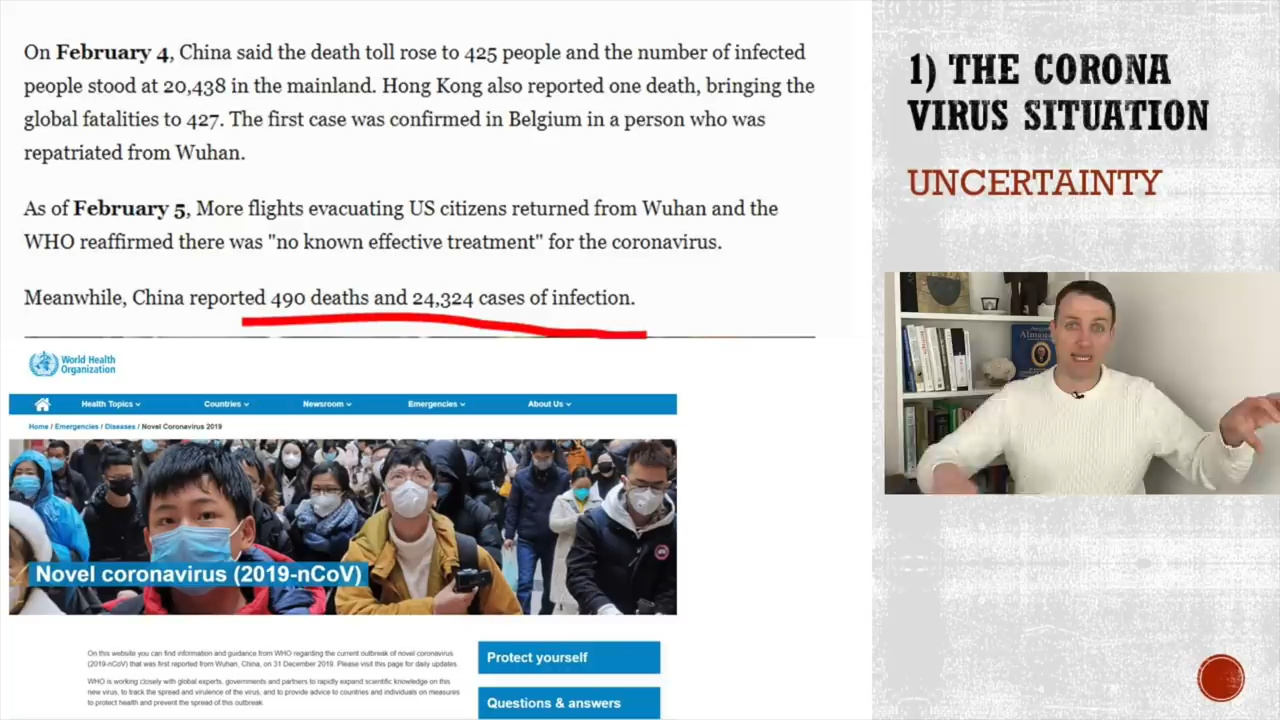 On February 4, China said the death toll rose to 425 people and the number of infected
people stood at 20,438 in the mainland. Hong Kong also reported one death, bringing the
global fatalities to 427. The first case was confirmed in Belgium in a person who was
repatriated from Wuhan.
As of February 5, More flights evacuating US citizens returned from Wuhan and the
WHO reaffirmed there was "no known effective treatment" for the coronavirus.
Meanwhile, China reported 490 deaths and 24,324 cases of infection.
World Health
Organization
Health Topics
Countries
Newsroom
Emergencies
About Us
Home / Emergencies / Diseases / Novel Coronavirus 2019
Novel coronavirus (2019-nCoV)
On this website you can find information and guidance from WHO regarding the current outbreak of novel coronavirus
(2019-nCoV) that was first reported from Wuhan, China, on 31 December 2019. Please visit this page for daily updates.
WHO is working closely with global experts, governments and partners to rapidly expand scientific knowledge on this
new virus, to track the spread and virulence of the virus, and to provide advice to countries and individuals on measures
to protect health and prevent the spread of this outbreak
Protect yourself
Questions & answers
1) THE CORONA
VIRUS SITUATION
UNCERTAINTY